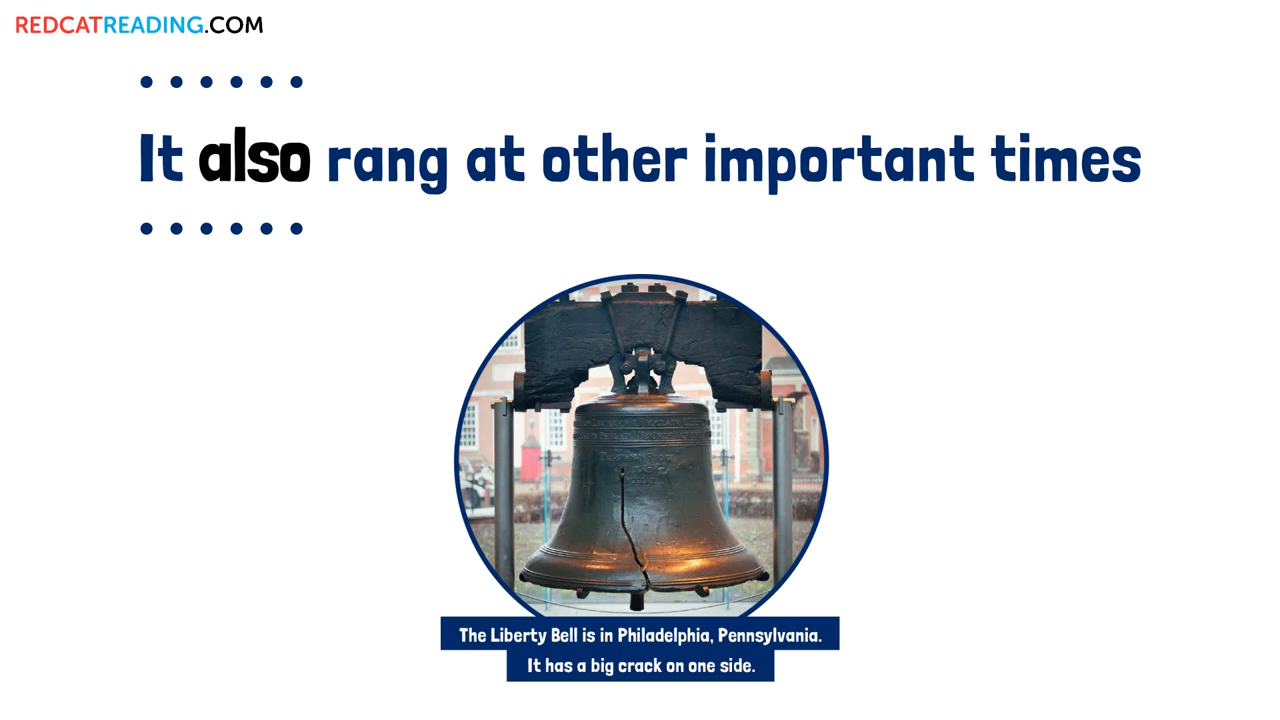 REDCATREADING.COM
It also rang at other important times
The Liberty Bell is in Philadelphia, Pennsylvania.
It has a big crack on one side.